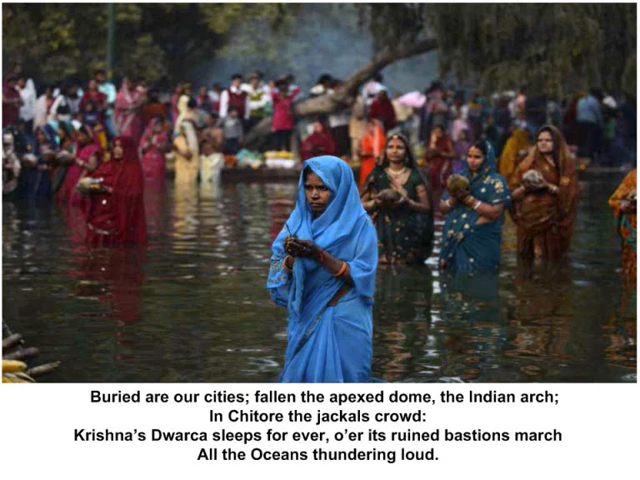 Buried are our cities; fallen the apexed dome, the Indian arch;
In Chitore the jackals crowd:
Krishna’s Dwarca sleeps for ever, o’er its ruined bastions march
All the Oceans thundering loud.